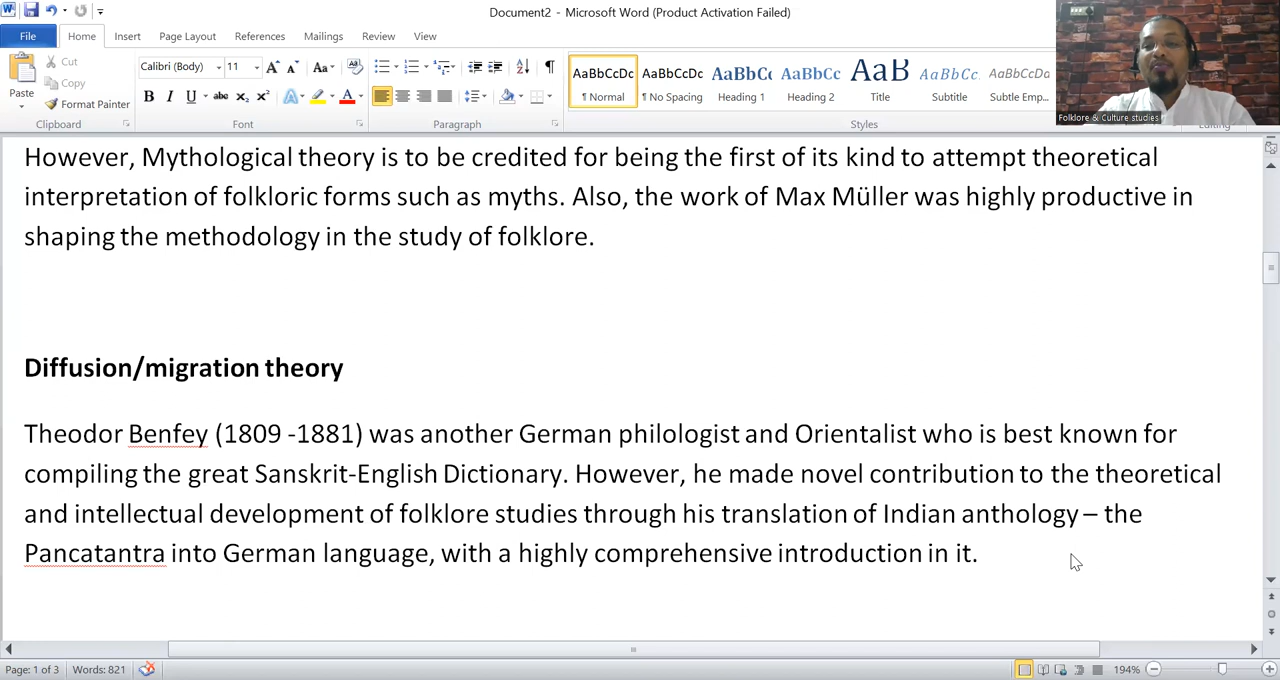 Document2 - Microsoft Word (Product Activation Failed)
File Home Insert Page Layout References Mailings Review View
Paste
Cut
Copy
Format Painter
Clipboard
Calibri (Body) 11
Font
Paragraph
AaBbCcDc AaBbCcDc AaBbC AaBbCc AaB AaBbCc. AaBbCcDa
¶ Normal ¶ No Spacing Heading 1 Heading 2 Title Subtitle Subtle Emp...
Styles
Folklore & Culture studies
Editing
However, Mythological theory is to be credited for being the first of its kind to attempt theoretical
interpretation of folkloric forms such as myths. Also, the work of Max Müller was highly productive in
shaping the methodology in the study of folklore.
Diffusion/migration theory
Theodor Benfey (1809 -1881) was another German philologist and Orientalist who is best known for
compiling the great Sanskrit-English Dictionary. However, he made novel contribution to the theoretical
and intellectual development of folklore studies through his translation of Indian anthology – the
Pancatantra into German language, with a highly comprehensive introduction in it.
Page: 1 of 3 Words: 821 194%